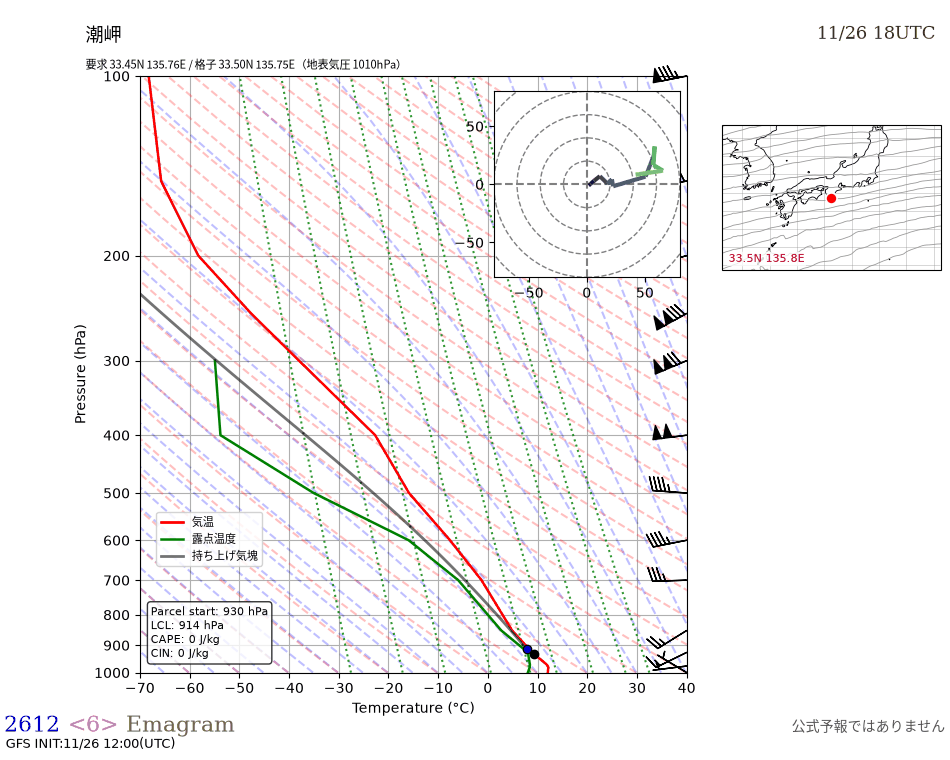 潮岬
11/26 18UTC
要求 33.45N 135.76E / 格子 33.50N 135.75E（地表気圧 1010hPa）
100
200
300
400
500
600
700
800
900
1000
Pressure (hPa)
50
0
−50
−50 0 50
33.5N 135.8E
気温
露点温度
持ち上げ気塊
Parcel start: 930 hPa
LCL: 914 hPa
CAPE: 0 J/kg
CIN: 0 J/kg
−70 −60 −50 −40 −30 −20 −10 0 10 20 30 40
Temperature (°C)
2612 <6> Emagram
公式予報ではありません
GFS INIT:11/26 12:00(UTC)